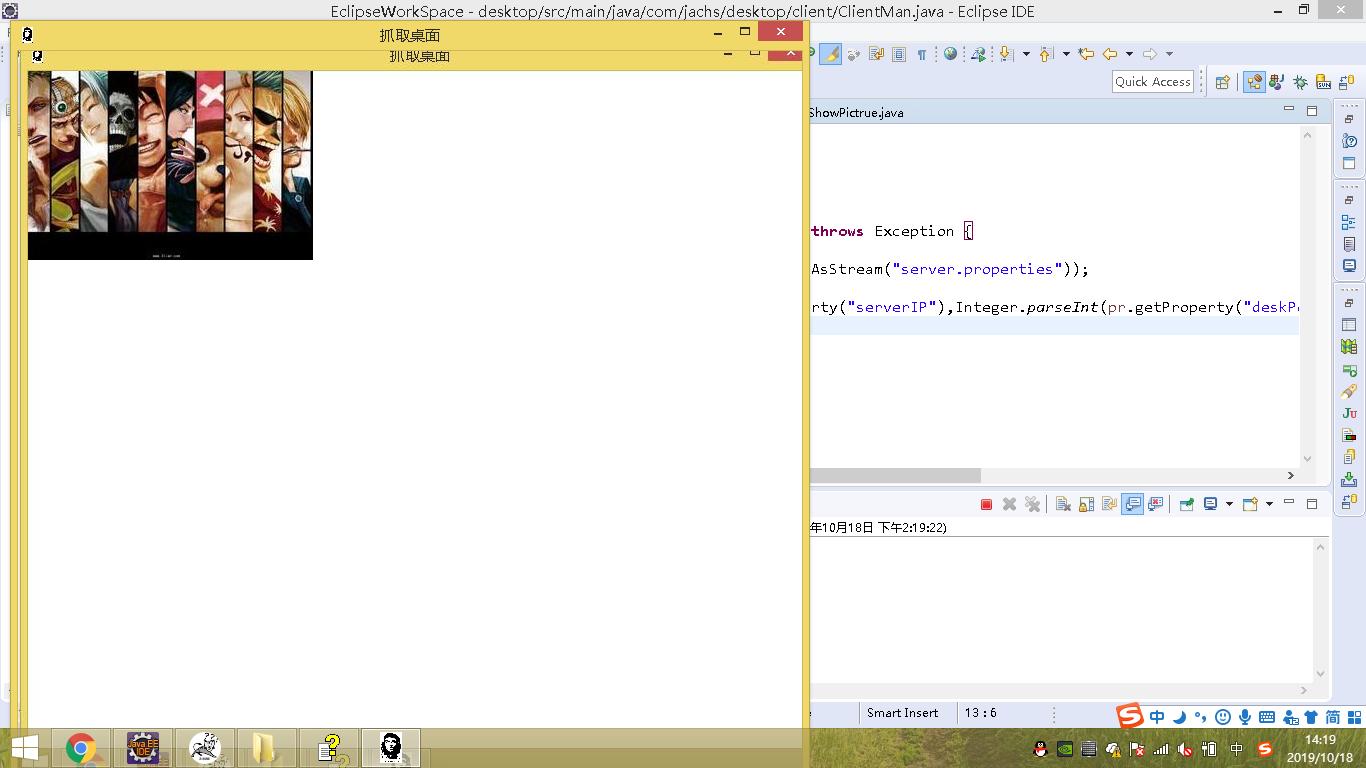 EclipseWorkSpace - desktop/src/main/java/com/jachs/desktop/client/ClientMan.java - Eclipse IDE
抓取桌面
抓取桌面
Quick Access
ShowPictrue.java
throws Exception {
AsStream("server.properties"));
rty("serverIP"),Integer.parseInt(pr.getProperty("deskP
年10月18日 下午2:19:22)
Smart Insert
13 : 6
中
简
Java EE
IDE
中
14:19
2019/10/18